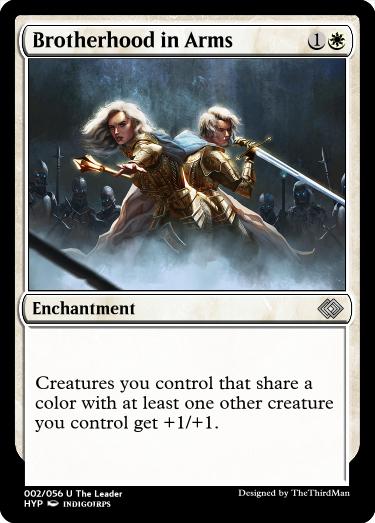 Brotherhood in Arms 1
Enchantment
Creatures you control that share a
color with at least one other creature
you control get +1/+1.
002/056 U The Leader
Designed by TheThirdMan
HYP INDIGO1RPS